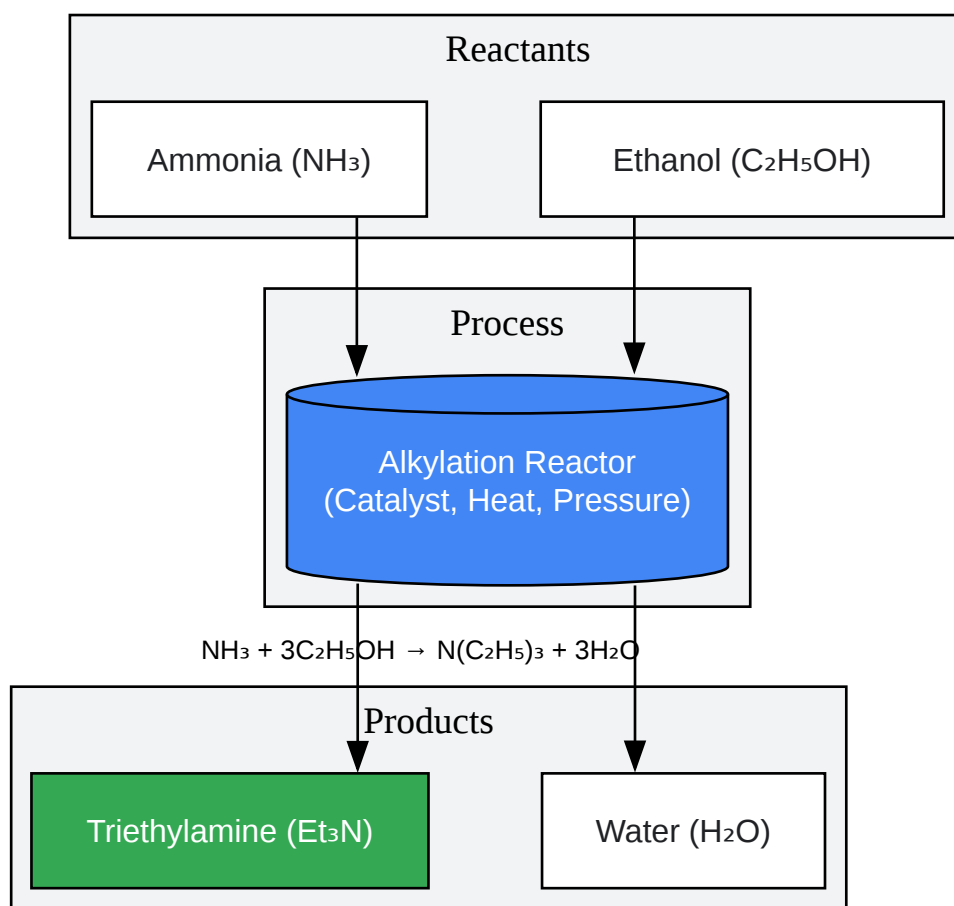 Reactants
Ammonia (NH₃)
Ethanol (C₂H₅OH)
Process
Alkylation Reactor
(Catalyst, Heat, Pressure)
NH₃ + 3C₂H₅OH → N(C₂H₅)₃ + 3H₂O
Products
Triethylamine (Et₃N)
Water (H₂O)